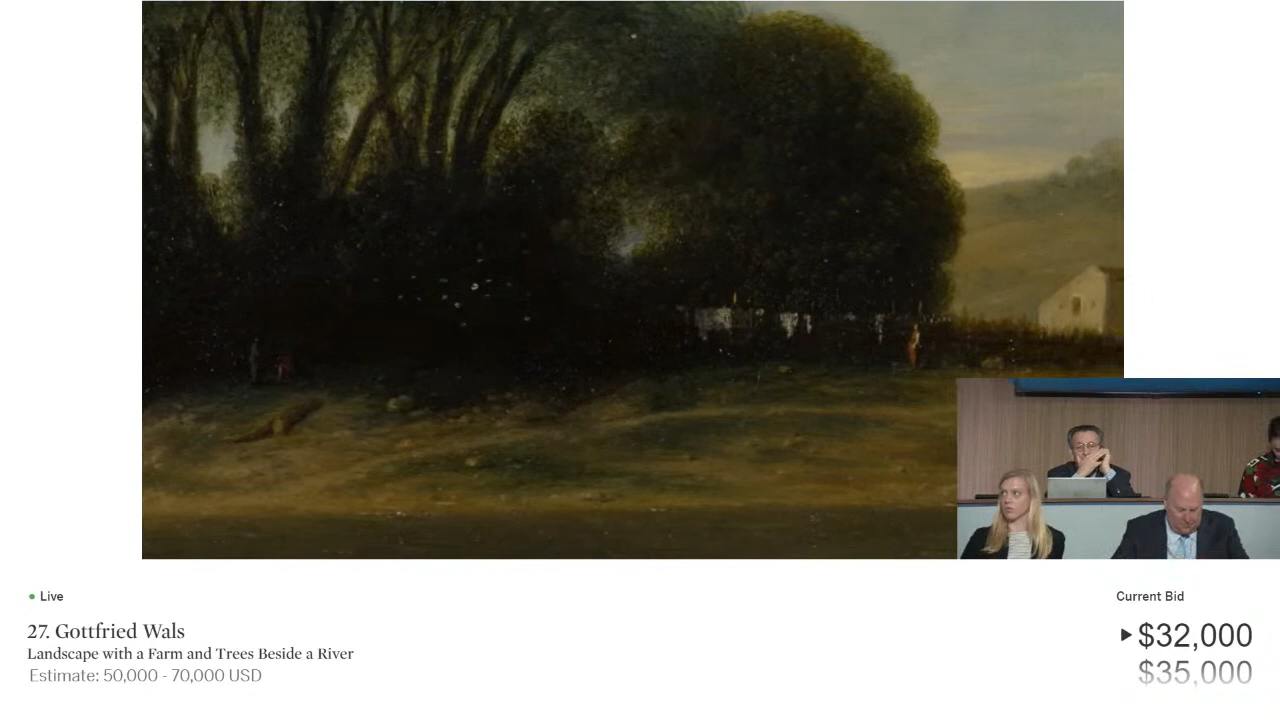 Live
27. Gottfried Wals
Landscape with a Farm and Trees Beside a River
Estimate: 50,000 - 70,000 USD
Current Bid
$32,000
$35,000